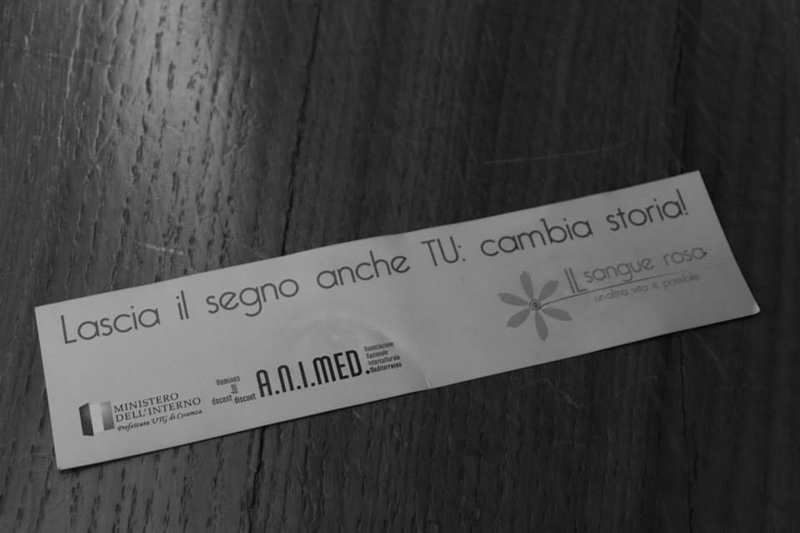 Lascia il segno anche TU: cambia storia!
IL sangue rosa
un'altra vita è possibile
MINISTERO
DELL'INTERNO
Prefettura UTG di Cosenza
Homines
dum
docent discunt
A.N.I.MED.
Associazione
Nazionale
Interculturale
Mediterranea